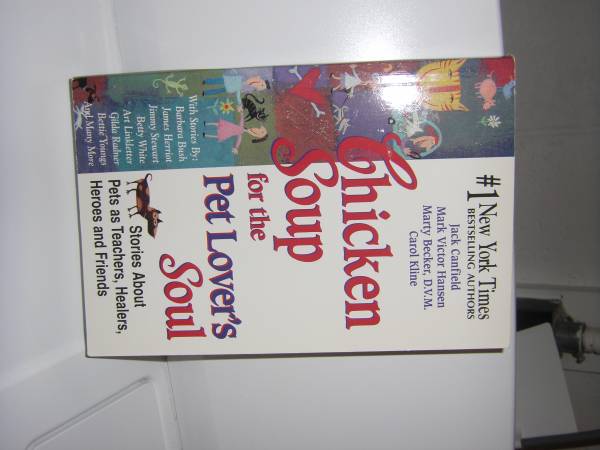 #1 New York Times
BESTSELLING AUTHORS
Jack Canfield
Mark Victor Hansen
Marty Becker, D.V.M.
Carol Kline
Chicken
Soup
for the
Pet Lover's
Soul
With Stories By:
Barbara Bush
James Herriot
Jimmy Stewart
Betty White
Art Linkletter
Gilda Radner
Bettie Youngs
And Many More
Stories About
Pets as Teachers, Healers,
Heroes and Friends